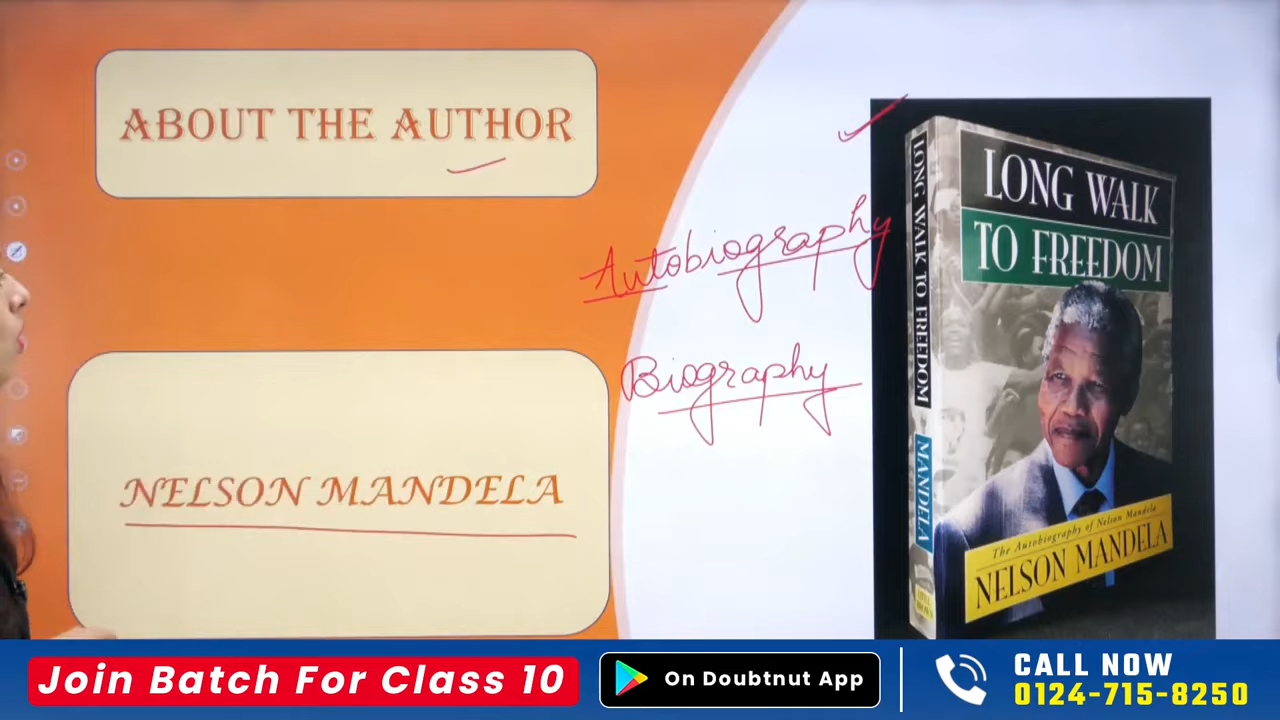 ABOUT THE AUTHOR
Autobiography
Biography
NELSON MANDELA
LONG WALK
TO FREEDOM
LONG WALK TO FREEDOM
MANDELA
The Autobiography of Nelson Mandela
NELSON MANDELA
Join Batch For Class 10
On Doubtnut App
CALL NOW
0124-715-8250